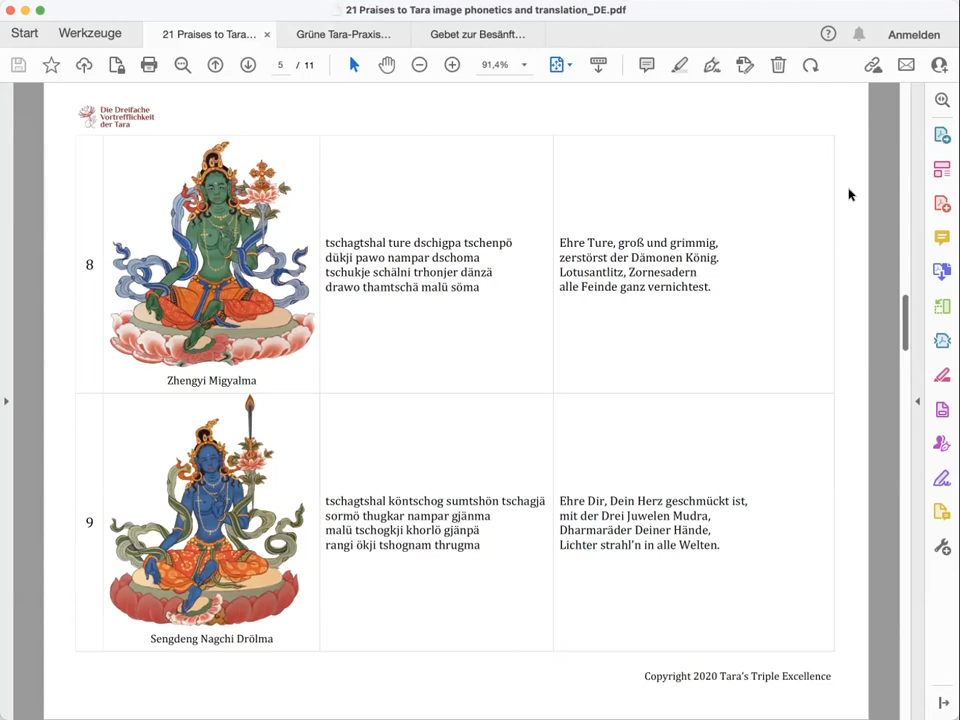 21 Praises to Tara image phonetics and translation_DE.pdf
Start
Werkzeuge
21 Praises to Tara...
Grüne Tara-Praxis...
Gebet zur Besänft...
Anmelden
5 / 11
91,4%
Die Dreifache
Vortrefflichkeit
der Tara
8
Zhengyi Migyalma
tschagtshal ture dschigpa tschenpö
dükji pawo nampar dschoma
tschukje schälni trhonjer dänzä
drawo thamtschä malü söma
Ehre Ture, groß und grimmig,
zerstörst der Dämonen König.
Lotusantlitz, Zornesadern
alle Feinde ganz vernichtest.
9
Sengdeng Nagchi Drölma
tschagtshal köntschog sumtshön tschagjä
sormö thugkar nampar gjänma
malü tschogkji khorlö gjänpä
rangi ökji tshognam thrugma
Ehre Dir, Dein Herz geschmückt ist,
mit der Drei Juwelen Mudra,
Dharmaräder Deiner Hände,
Lichter strahl'n in alle Welten.
Copyright 2020 Tara's Triple Excellence